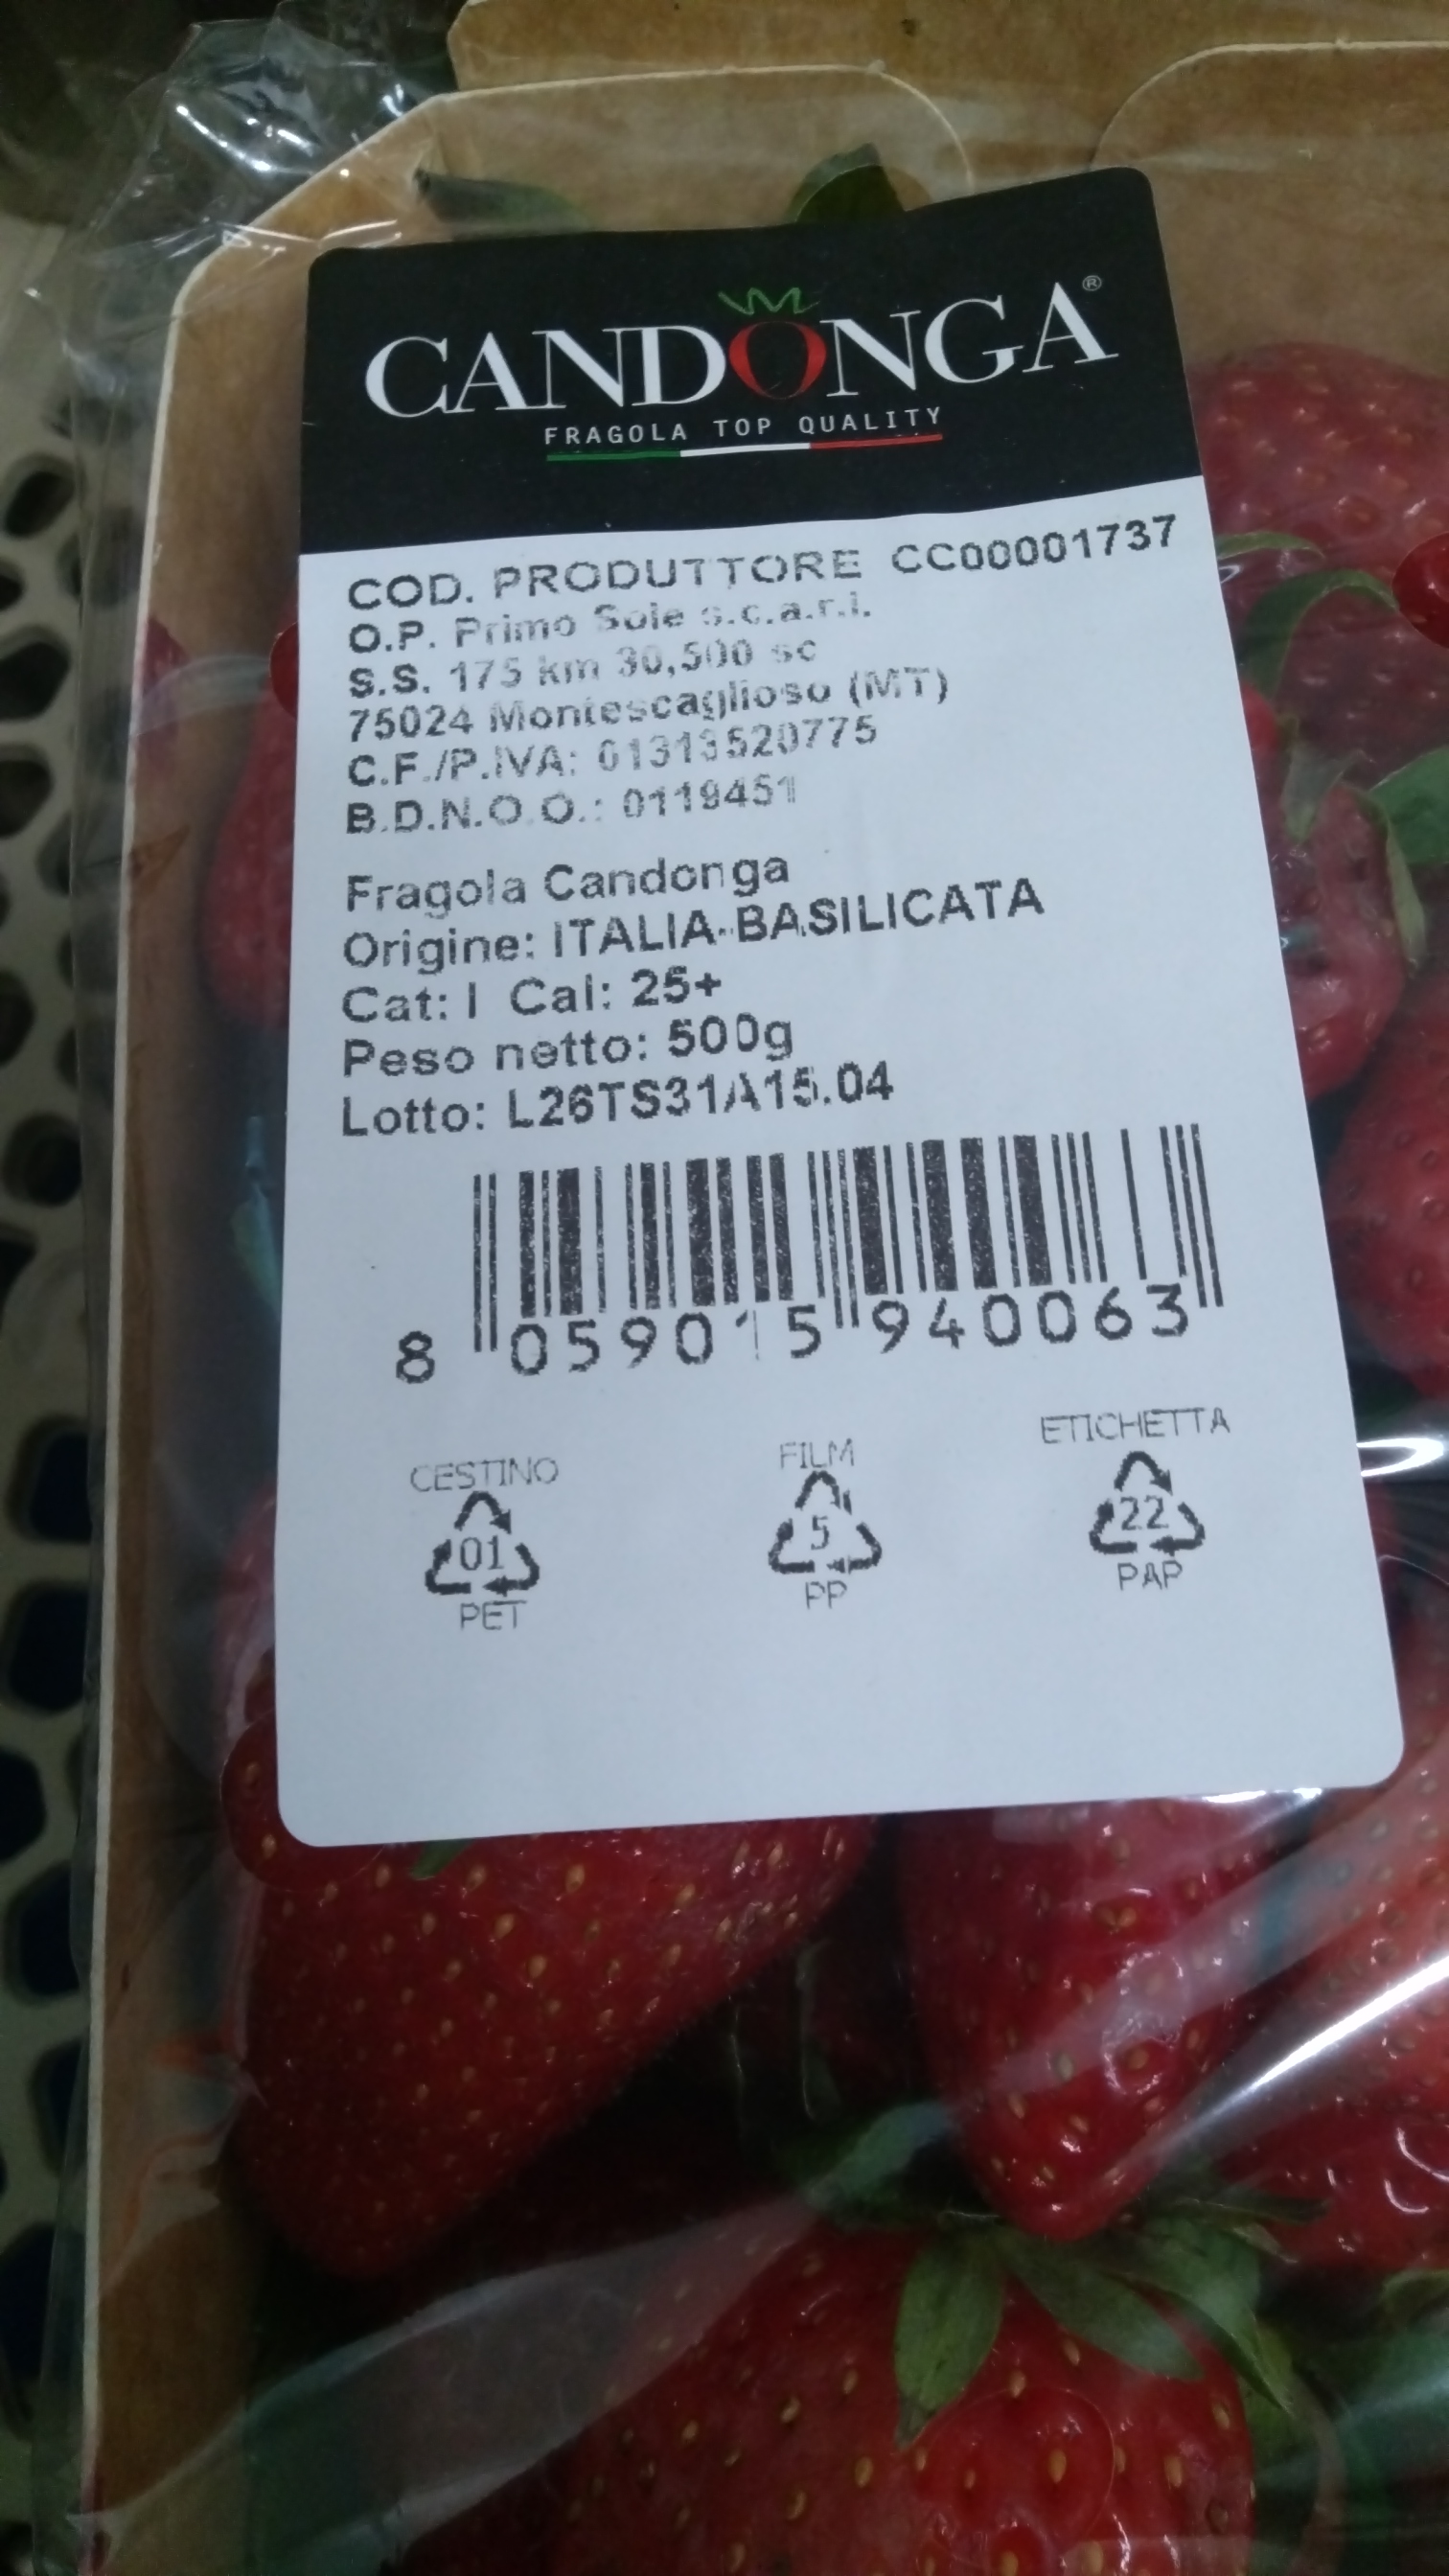 CANDONGA®
FRAGOLA TOP QUALITY
COD. PRODUTTORE CC00001737
O.P. Primo Sole s.c.a.r.l.
S.S. 175 km 30,500 sc
75024 Montescaglioso (MT)
C.F./P.IVA: 01313520775
B.D.N.O.O.: 0119451
Fragola Candonga
Origine: ITALIA-BASILICATA
Cat: I Cal: 25+
Peso netto: 500g
Lotto: L26TS31A15.04
8 059015 940063
CESTINO FILM ETICHETTA
01 5 22
PET PP PAP